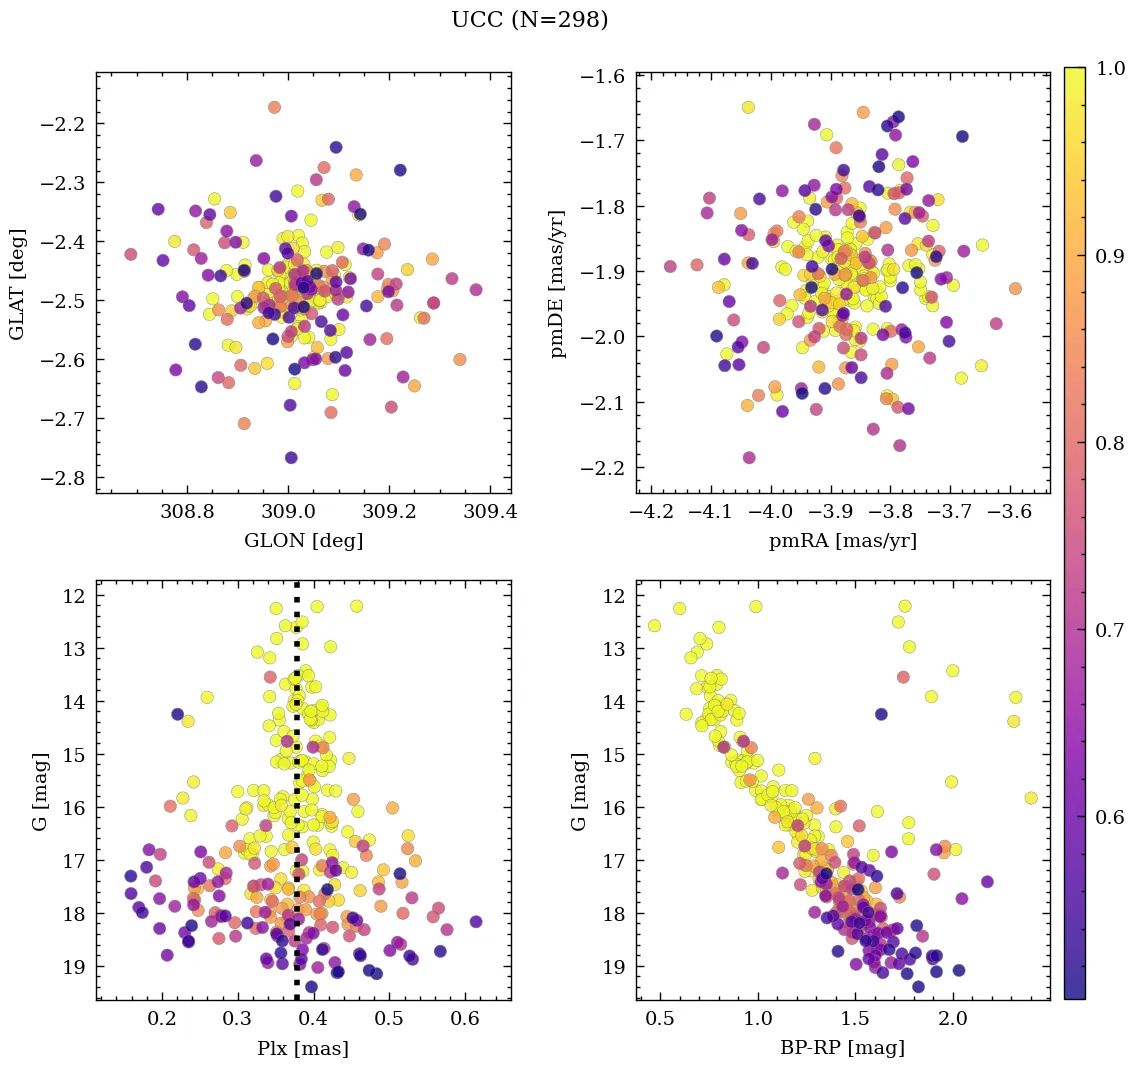 UCC (N=298)
−2.2
−2.3
−2.4
−2.5
−2.6
−2.7
−2.8
GLAT [deg]
308.8 309.0 309.2 309.4
GLON [deg]
−1.6
−1.7
−1.8
−1.9
−2.0
−2.1
−2.2
pmDE [mas/yr]
−4.2 −4.1 −4.0 −3.9 −3.8 −3.7 −3.6
pmRA [mas/yr]
12
13
14
15
16
17
18
19
G [mag]
0.2 0.3 0.4 0.5 0.6
Plx [mas]
12
13
14
15
16
17
18
19
G [mag]
0.5 1.0 1.5 2.0
BP-RP [mag]
1.0
0.9
0.8
0.7
0.6